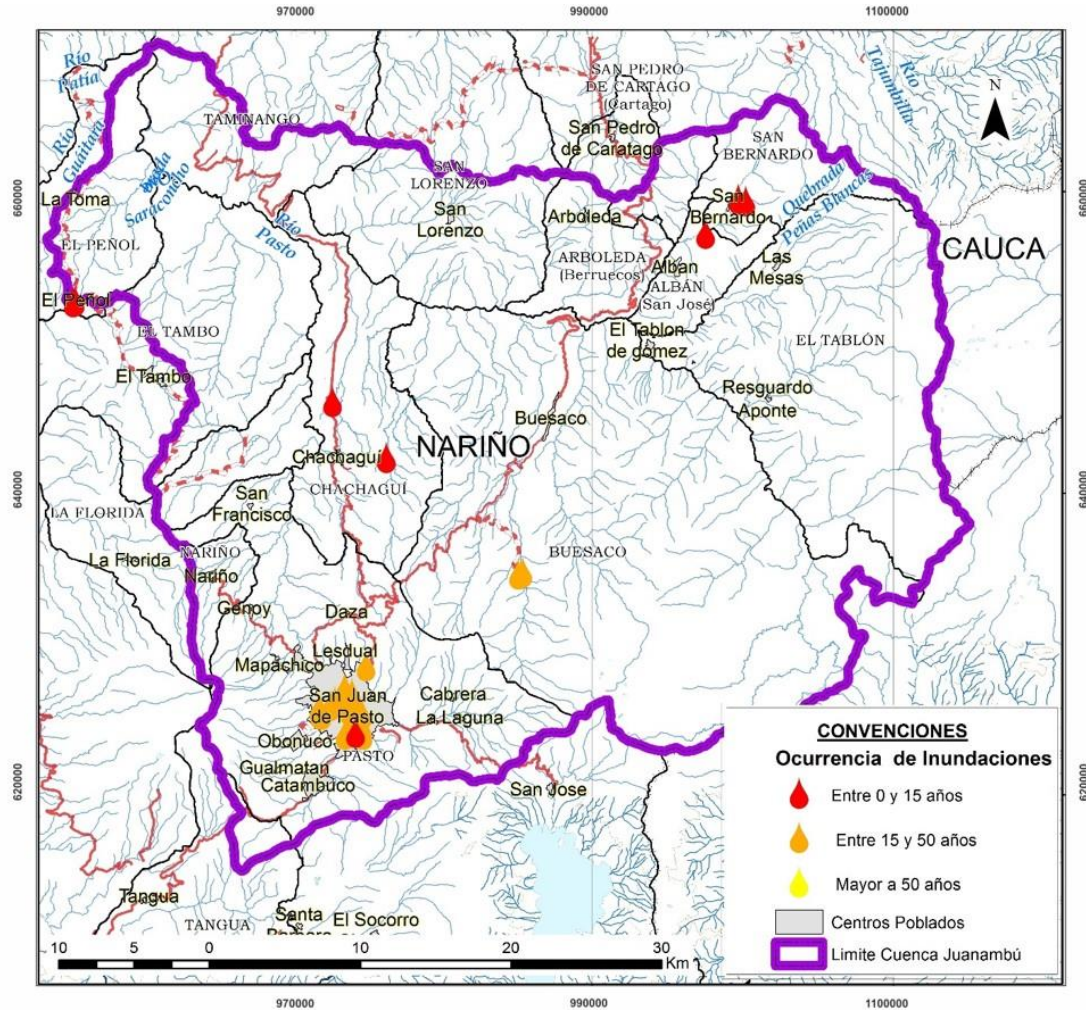 970000
990000
1100000
660000
640000
620000
660000
640000
620000
Río
Patía
Río
Guáitara
SAN PEDRO
DE CARTAGO
(Cartago)
San Pedro
de Caratago
Río
Tajumbilla
N
TAMINANGO
SAN
BERNARDO
SAN
LORENZO
La Toma
Saraconcho
San
Bernardo
Quebrada
Peñas Bhuncas
EL PEÑOL
Río
Pasto
San
Lorenzo
Arboleda
CAUCA
ARBOLEDA
(Berruecos)
Alban
ALBÁN
(San José)
Las
Mesas
El Peñol
EL TAMBO
El Tablon
de gomez
EL TABLÓN
El Tambo
Resguardo
Aponte
Buesaco
NARIÑO
Chachaguí
CHACHAGUÍ
San
Francisco
LA FLORIDA
La Florida
NARIÑO
Nariño
BUESACO
Genoy
Daza
Mapachico
Lesdual
San Juan
de Pasto
Cabrera
La Laguna
Obonuco
PASTO
Gualmatan
Catambuco
San Jose
Tangua
TANGUA
Santa
El Socorro
CONVENCIONES
Ocurrencia de Inundaciones
Entre 0 y 15 años
Entre 15 y 50 años
Mayor a 50 años
Centros Poblados
Limite Cuenca Juanambú
10 5 0 10 20 30
Km
970000
990000
1100000